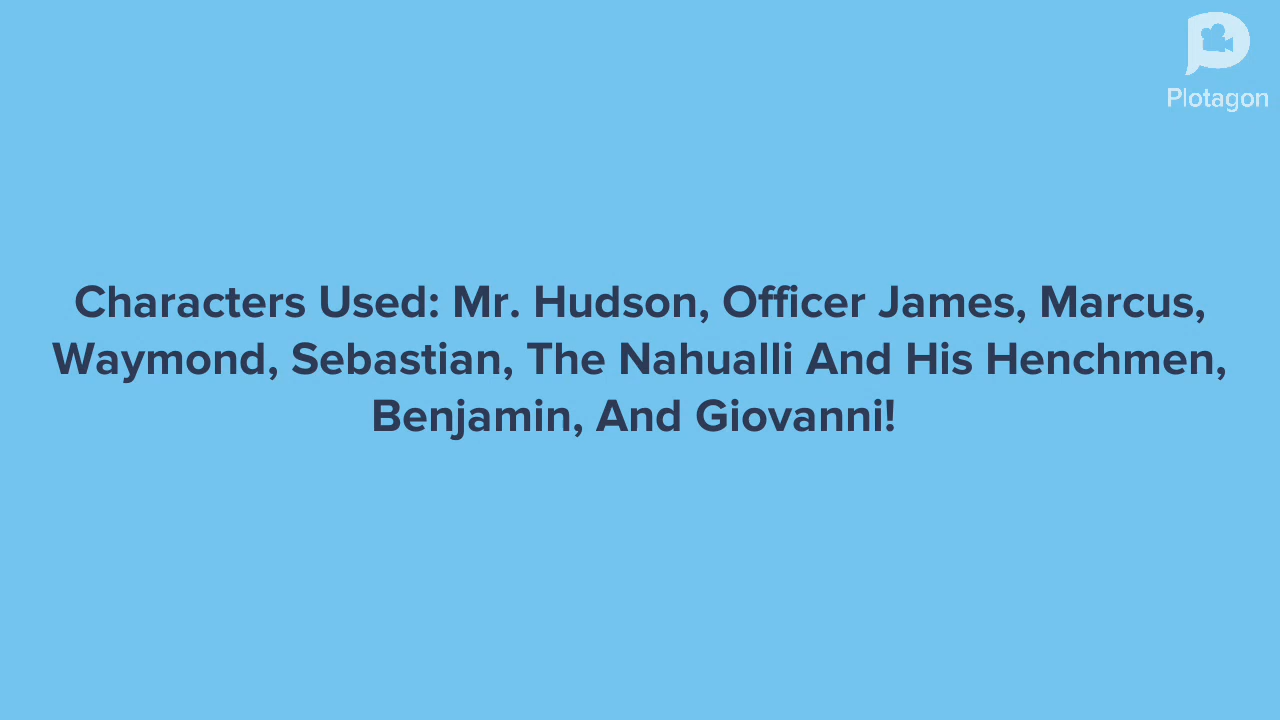 Plotagon
Characters Used: Mr. Hudson, Officer James, Marcus,
Waymond, Sebastian, The Nahualli And His Henchmen,
Benjamin, And Giovanni!